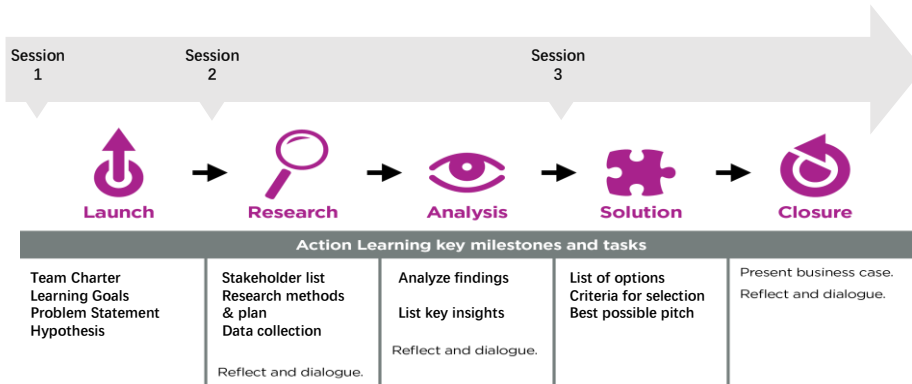 Session
1
Session
2
Session
3
Launch
Research
Analysis
Solution
Closure
Action Learning key milestones and tasks
Team Charter
Learning Goals
Problem Statement
Hypothesis
Stakeholder list
Research methods
& plan
Data collection
Reflect and dialogue.
Analyze findings
List key insights
Reflect and dialogue.
List of options
Criteria for selection
Best possible pitch
Present business case.
Reflect and dialogue.